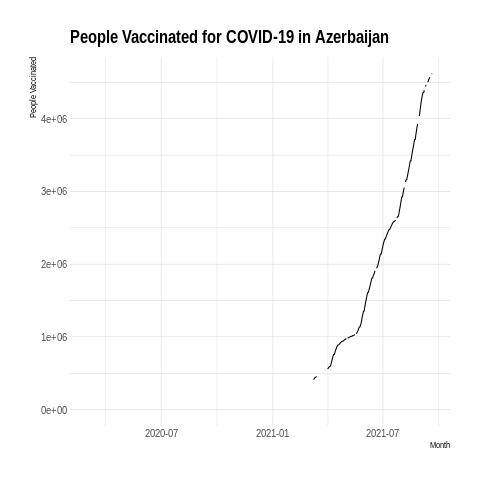 People Vaccinated for COVID-19 in Azerbaijan
People Vaccinated
4e+06
3e+06
2e+06
1e+06
0e+00
2020-07 2021-01 2021-07
Month